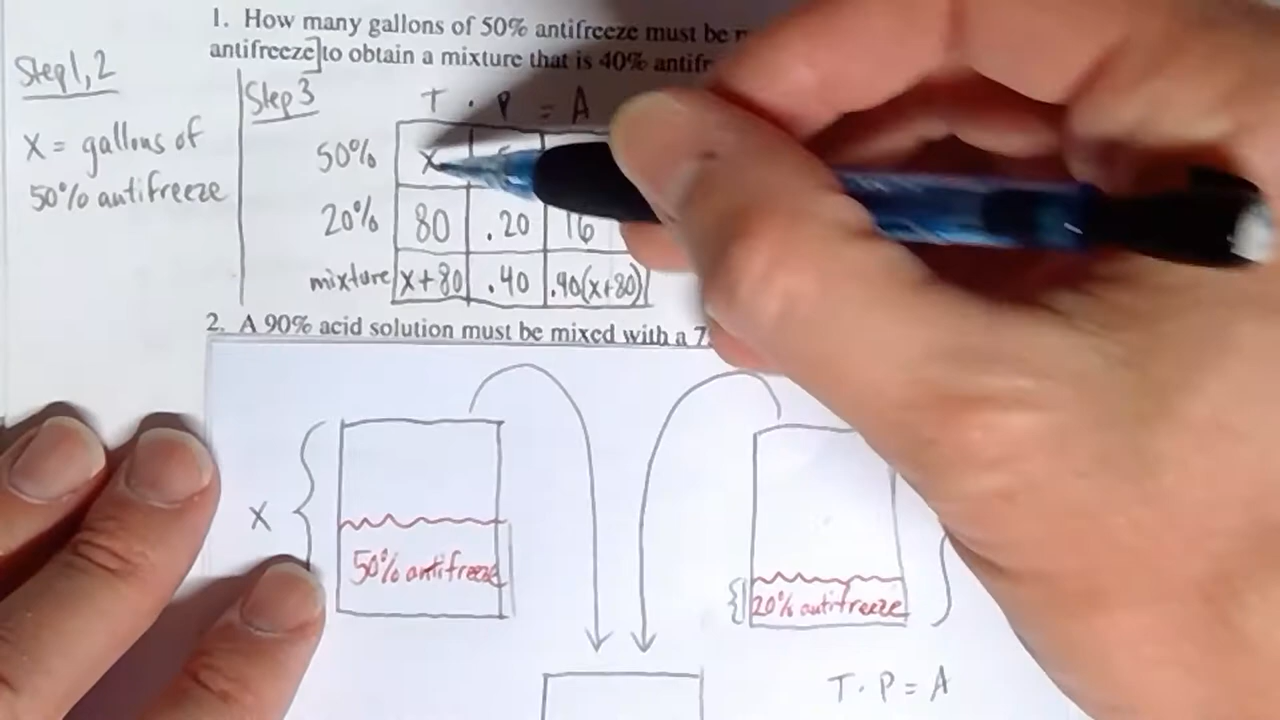 1. How many gallons of 50% antifreeze must be
antifreeze] to obtain a mixture that is 40%
Step 1, 2
X = gallons of
50% antifreeze
Step 3
T . P = A
50% x
20% 80 .20 16
mixture x+80 .40 .40(x+80)
2. A 90% acid solution must be mixed with a
X
50% antifreeze
20% antifreeze
T . P = A